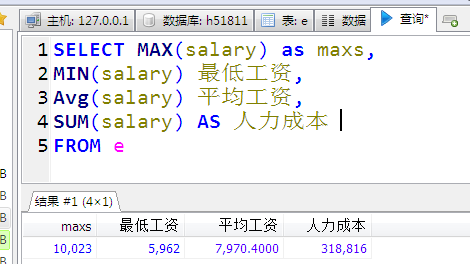 主机: 127.0.0.1 数据库: h51811 表: e 数据 查询*
1 SELECT MAX(salary) as maxs,
2 MIN(salary) 最低工资,
3 Avg(salary) 平均工资,
4 SUM(salary) AS 人力成本
5 FROM e
B
B
B
B
结果 #1 (4×1)
maxs 最低工资 平均工资 人力成本
10,023 5,962 7,970.4000 318,816